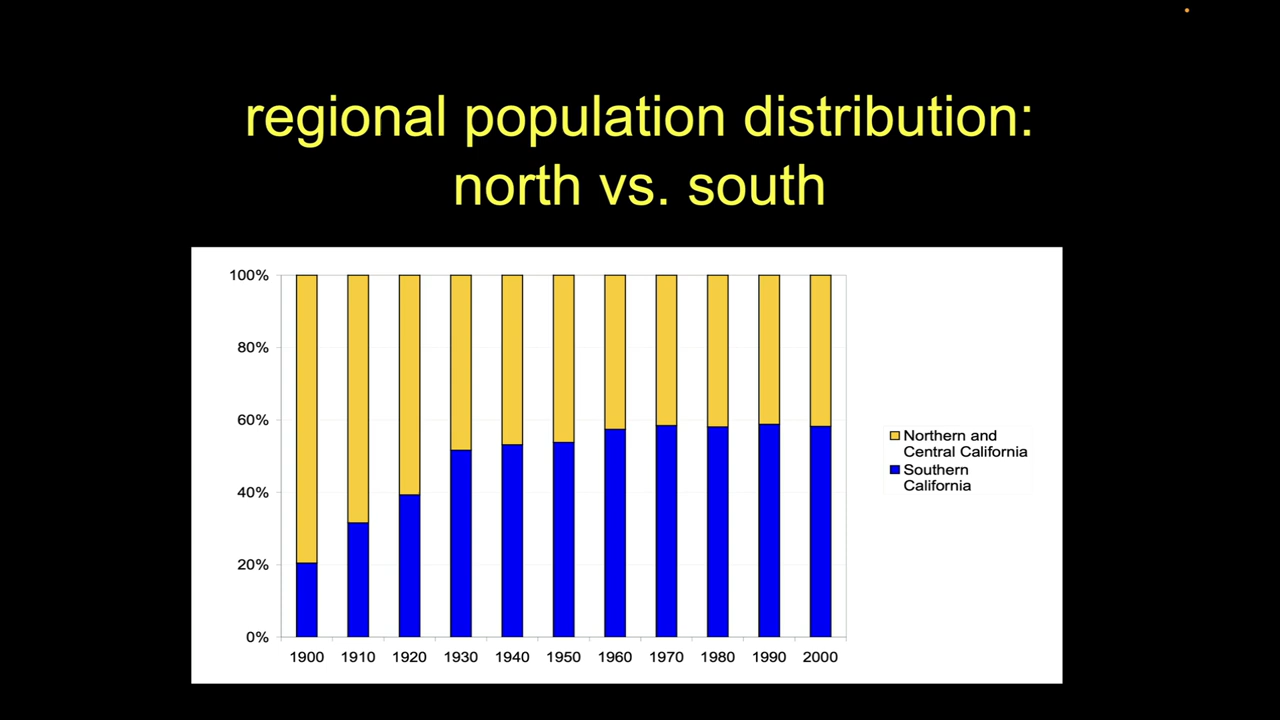 regional population distribution:
north vs. south
100%
80%
60%
40%
20%
0%
1900 1910 1920 1930 1940 1950 1960 1970 1980 1990 2000
Northern and
Central California
Southern
California